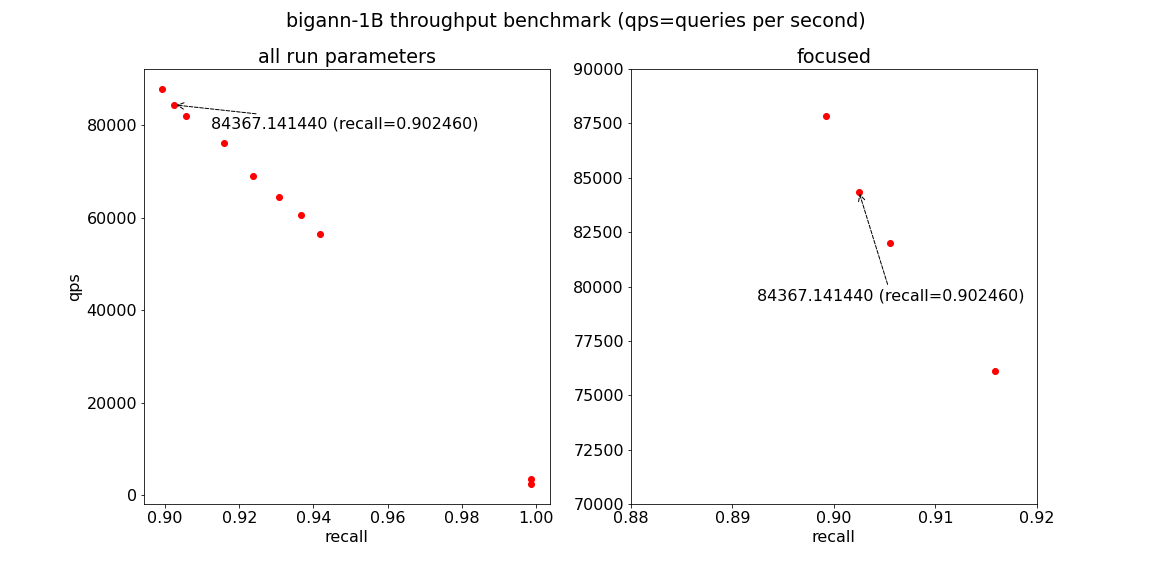 bigann-1B throughput benchmark (qps=queries per second)
all run parameters
84367.141440 (recall=0.902460)
80000
60000
40000
20000
0
qps
0.90 0.92 0.94 0.96 0.98 1.00
recall
focused
90000
87500
85000
82500
80000
84367.141440 (recall=0.902460)
77500
75000
72500
70000
0.88 0.89 0.90 0.91 0.92
recall